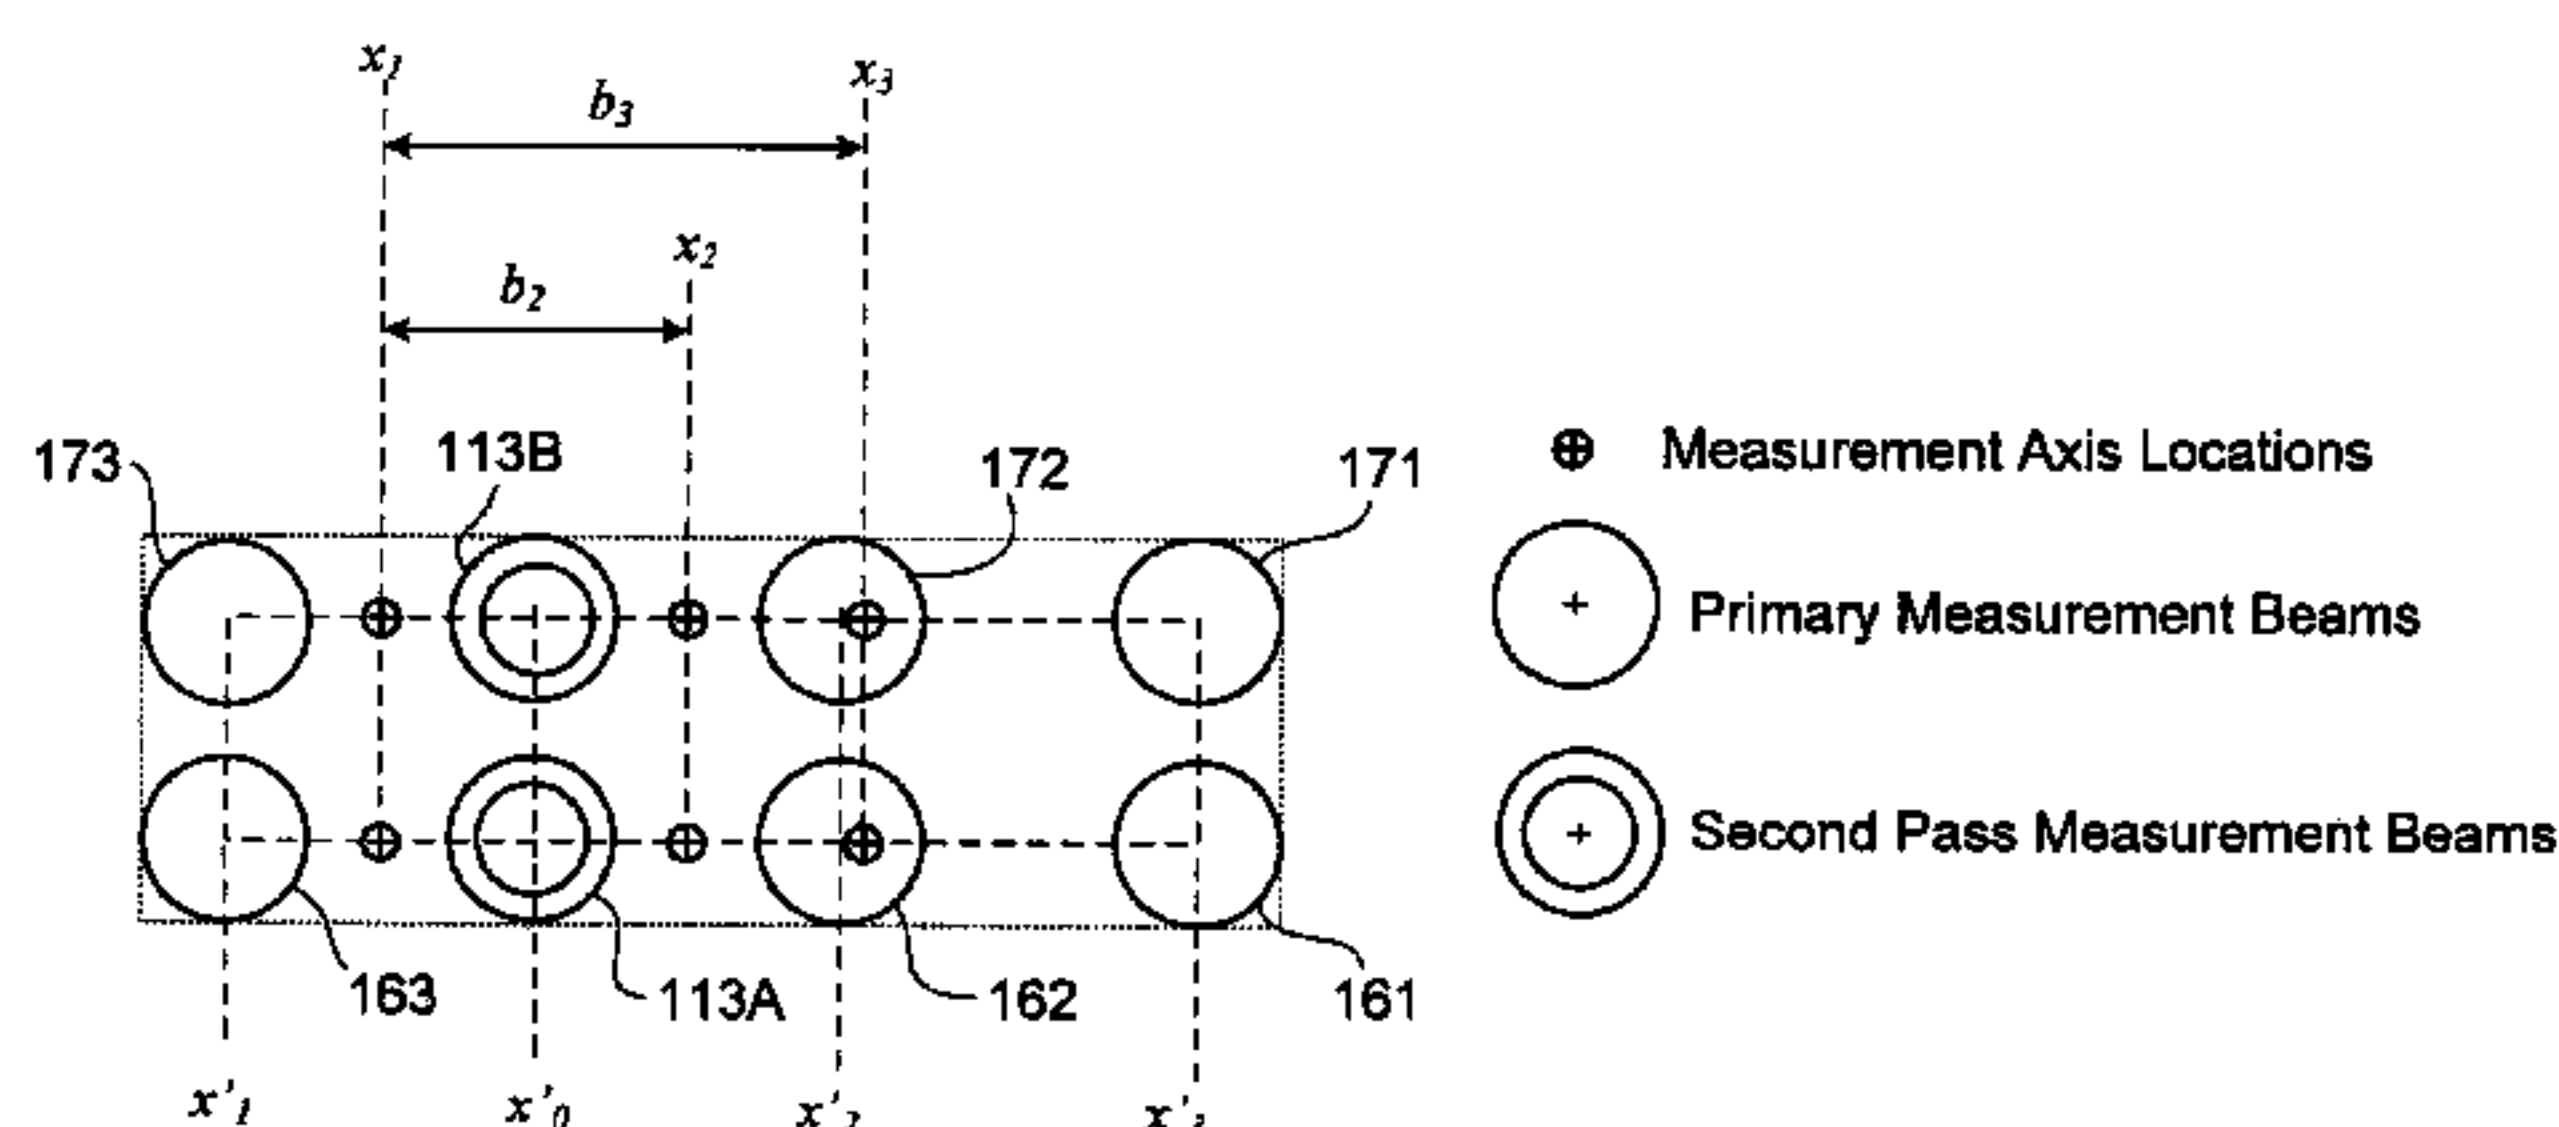 x1
x3
b3
x2
b2
173
113B
172
171
Measurement Axis Locations
Primary Measurement Beams
Second Pass Measurement Beams
163
113A
162
161
x'1
x'0